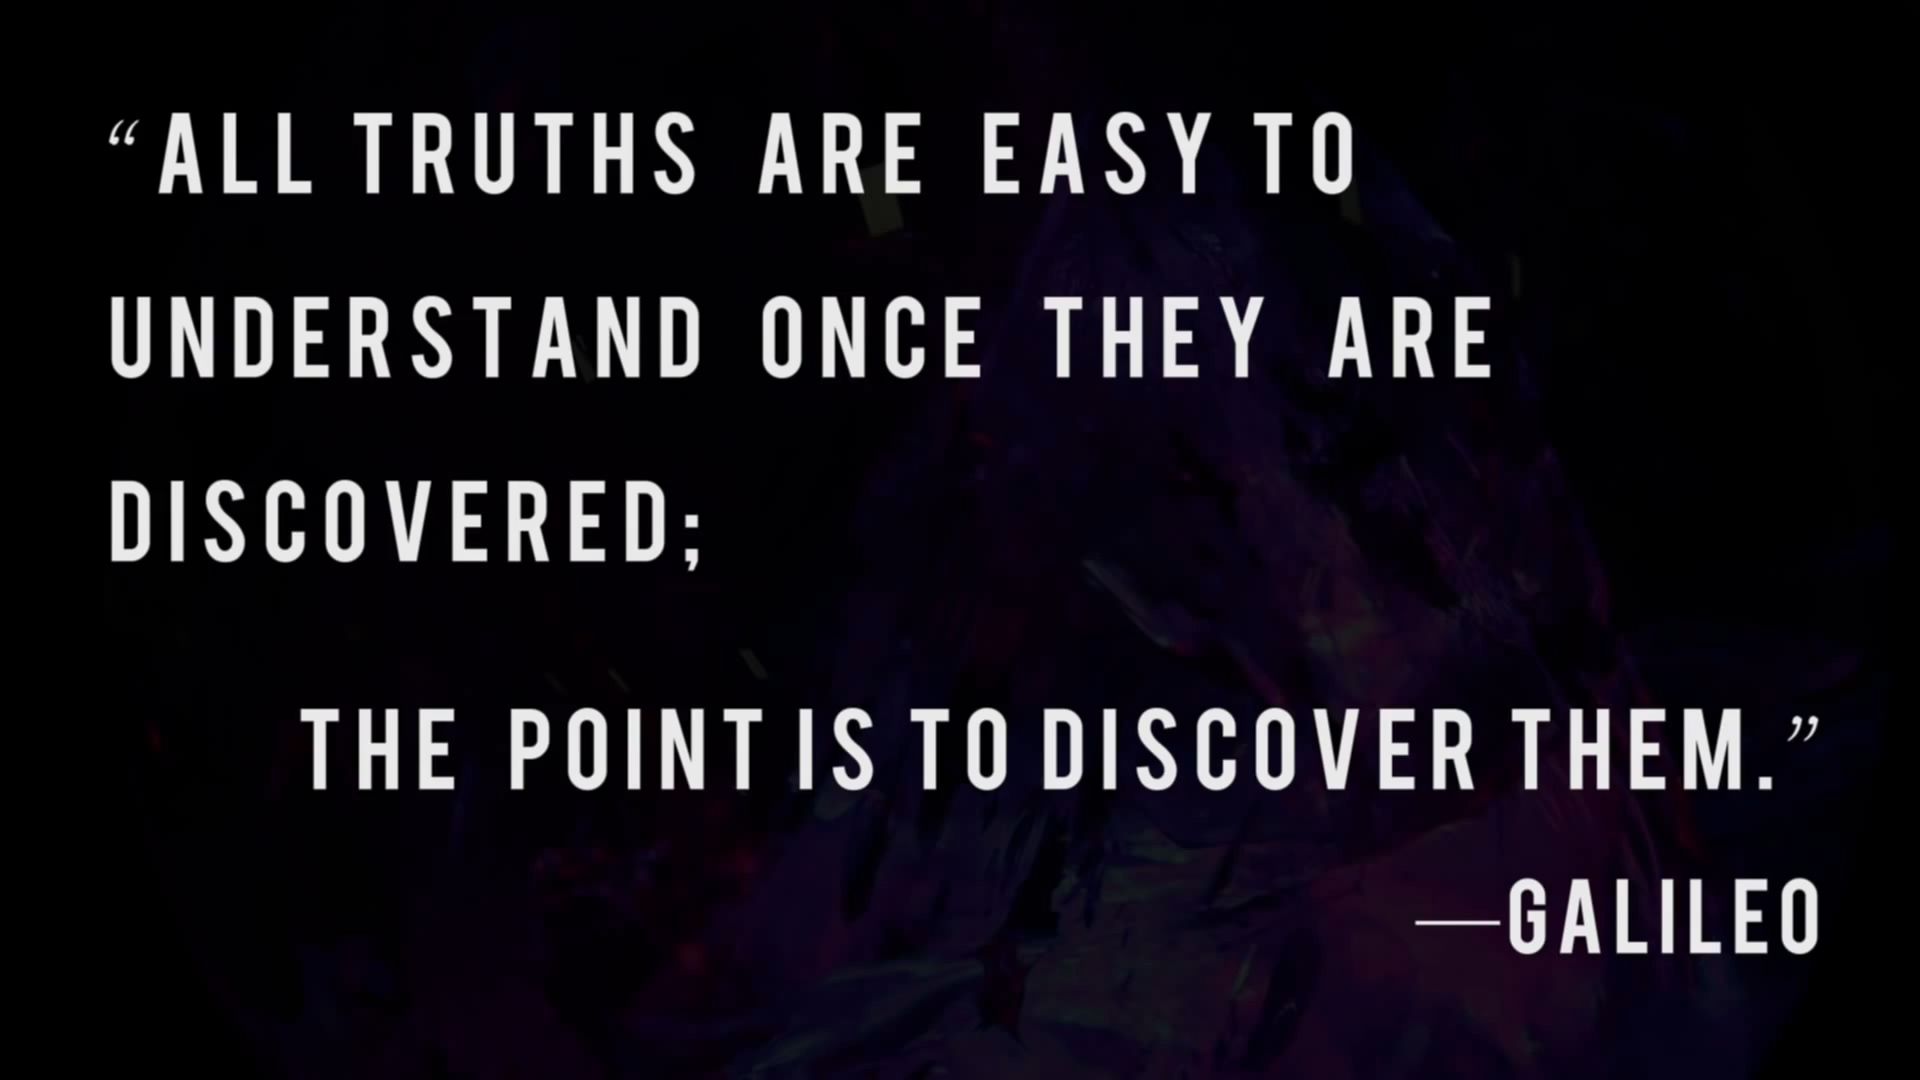 “ALL TRUTHS ARE EASY TO
UNDERSTAND ONCE THEY ARE
DISCOVERED;
THE POINT IS TO DISCOVER THEM.”
—GALILEO